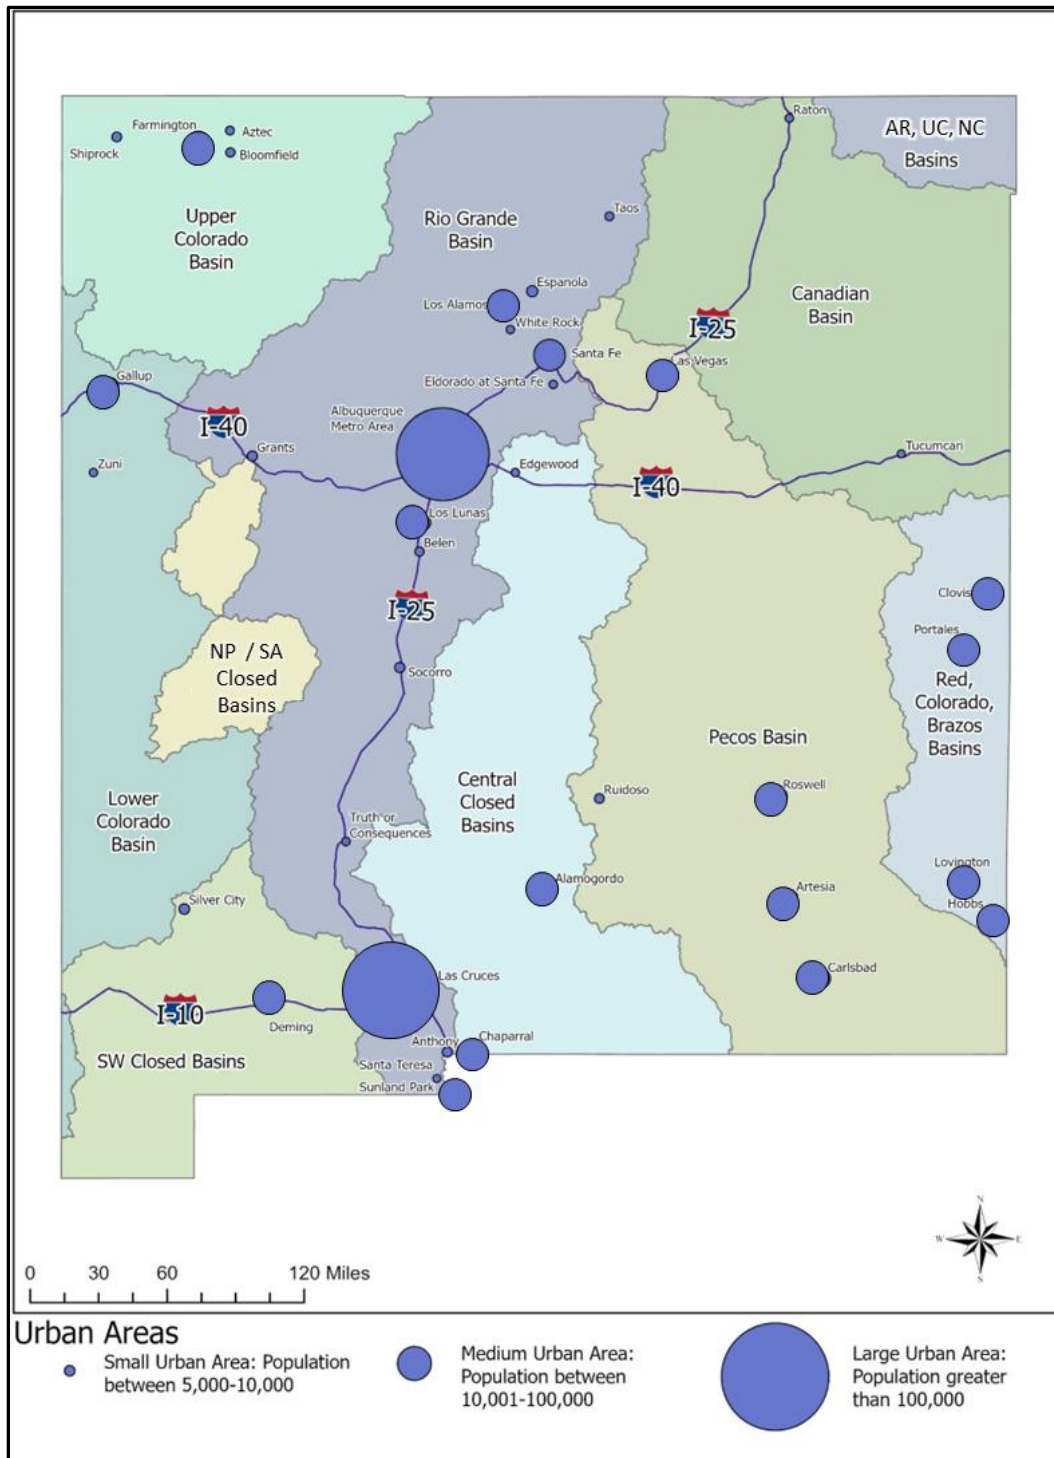 Raton
AR, UC, NC
Basins
Farmington
Aztec
Shiprock
Bloomfield
Upper
Colorado
Basin
Rio Grande
Basin
Taos
Espanola
Los Alamos
White Rock
Canadian
Basin
I-25
Santa Fe
Las Vegas
Gallup
Eldorado at Santa Fe
Albuquerque
Metro Area
I-40
Grants
Zuni
Edgewood
Tucumcari
I-40
Los Lunas
Belen
I-25
Clovis
Portales
NP / SA
Closed
Basins
Socorro
Red,
Colorado,
Brazos
Basins
Pecos Basin
Central
Closed
Basins
Ruidoso
Roswell
Lower
Colorado
Basin
Truth or
Consequences
Lovington
Alamogordo
Artesia
Hobbs
Silver City
Las Cruces
Carlsbad
I-10
Deming
Anthony
Chaparral
SW Closed Basins
Santa Teresa
Sunland Park
N
W
E
S
0 30 60 120 Miles
Urban Areas
Small Urban Area: Population
between 5,000-10,000
Medium Urban Area:
Population between
10,001-100,000
Large Urban Area:
Population greater
than 100,000